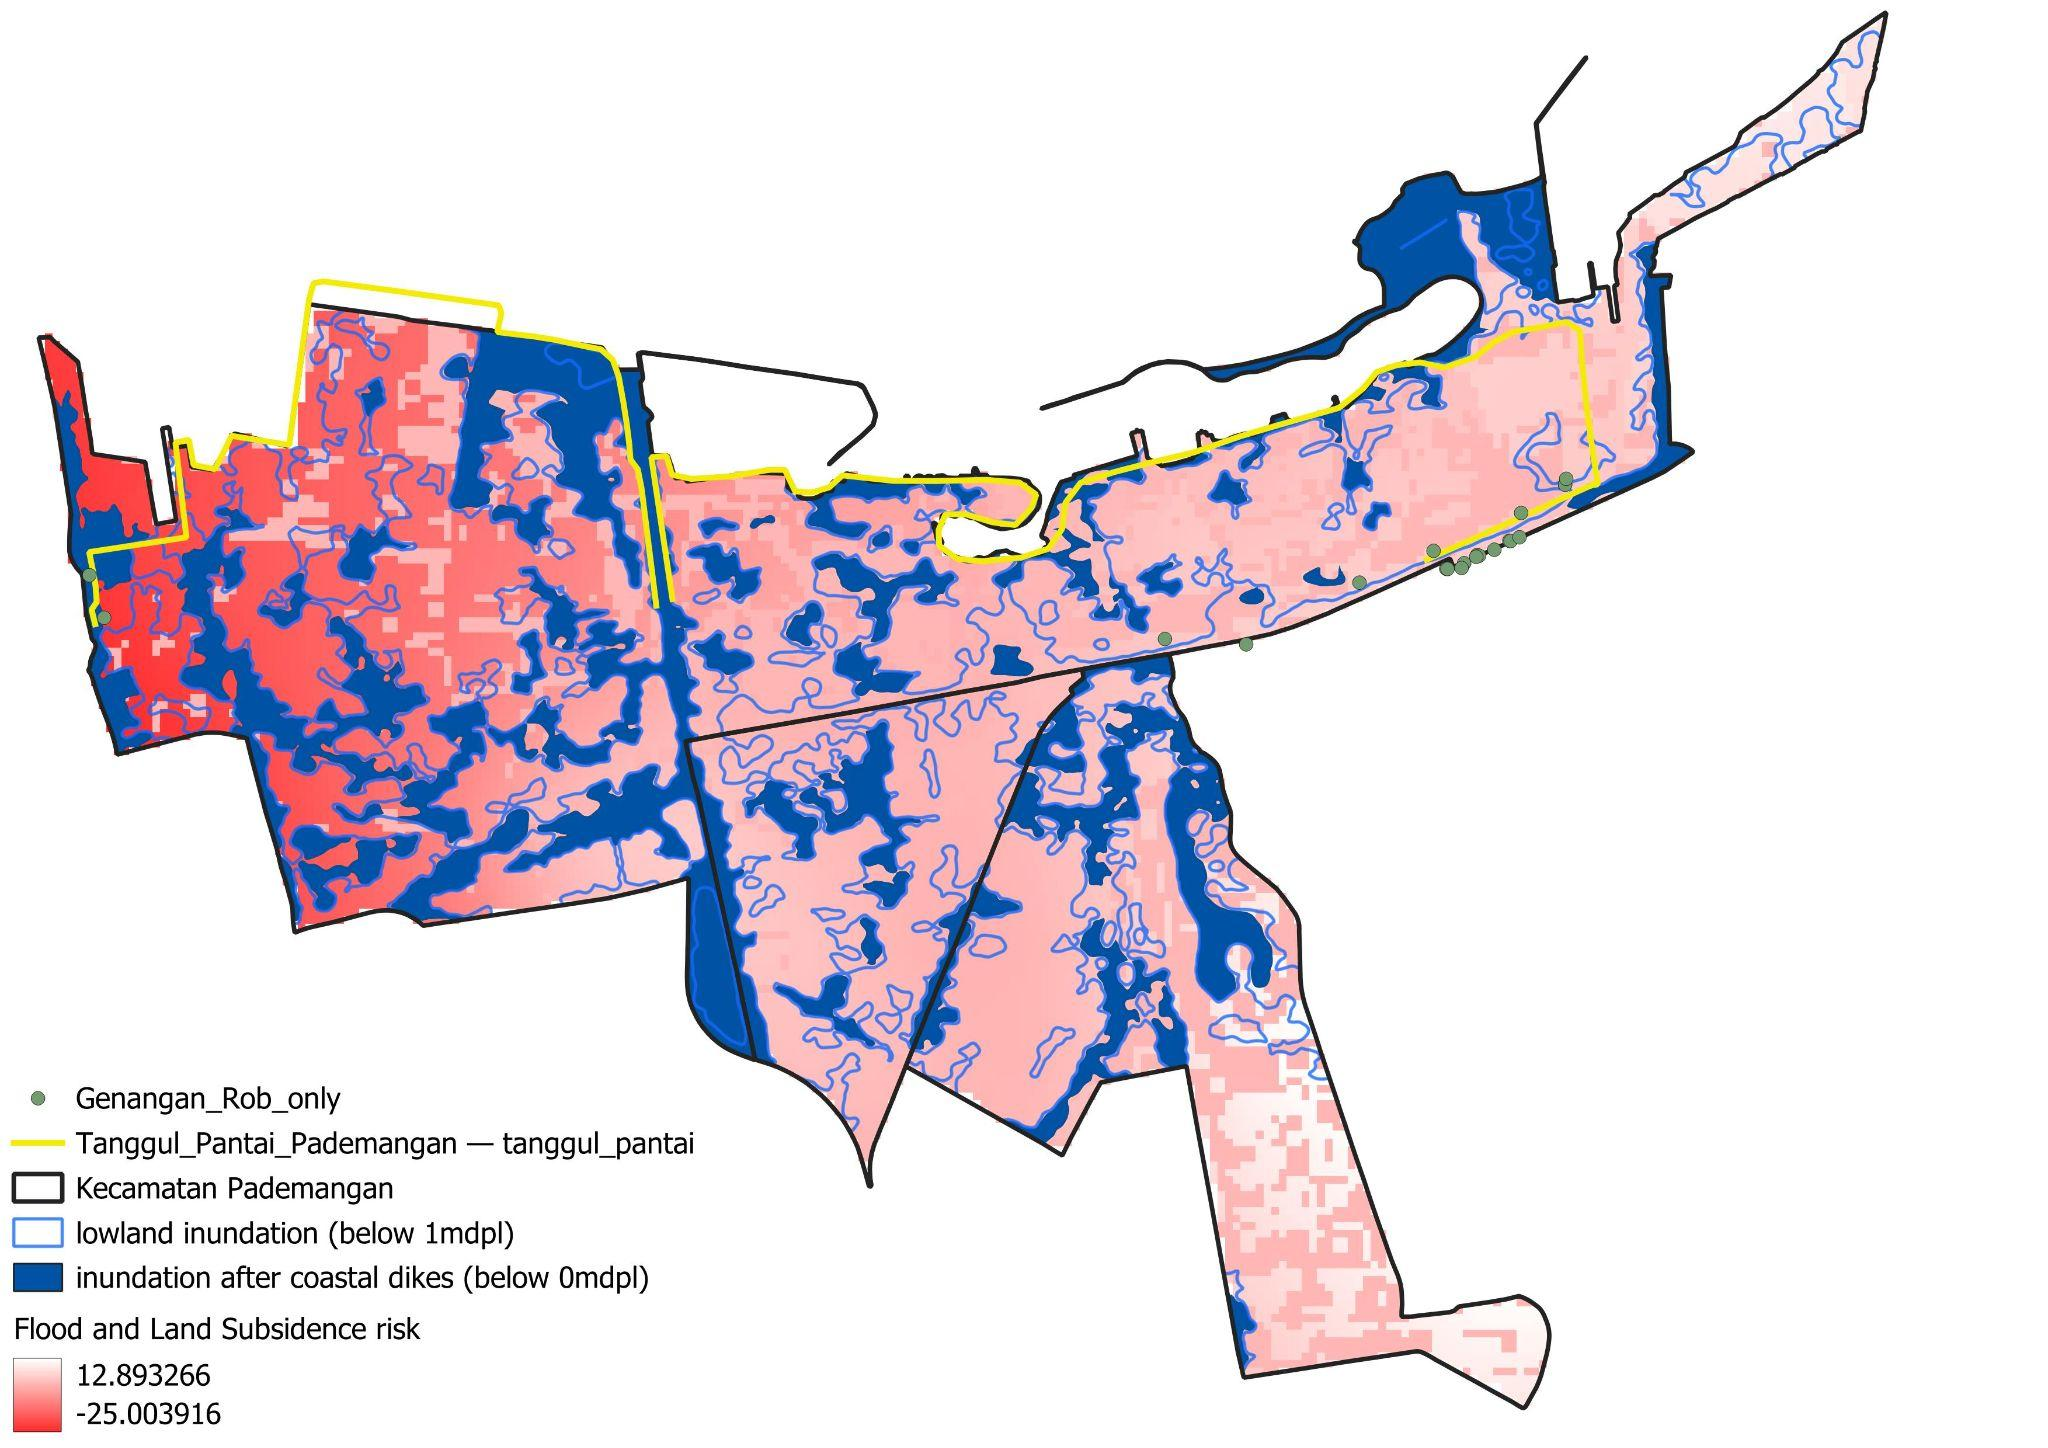 Genangan_Rob_only
Tanggul_Pantai_Pademangan — tanggul_pantai
Kecamatan Pademangan
lowland inundation (below 1mdpl)
inundation after coastal dikes (below 0mdpl)
Flood and Land Subsidence risk
12.893266
-25.003916